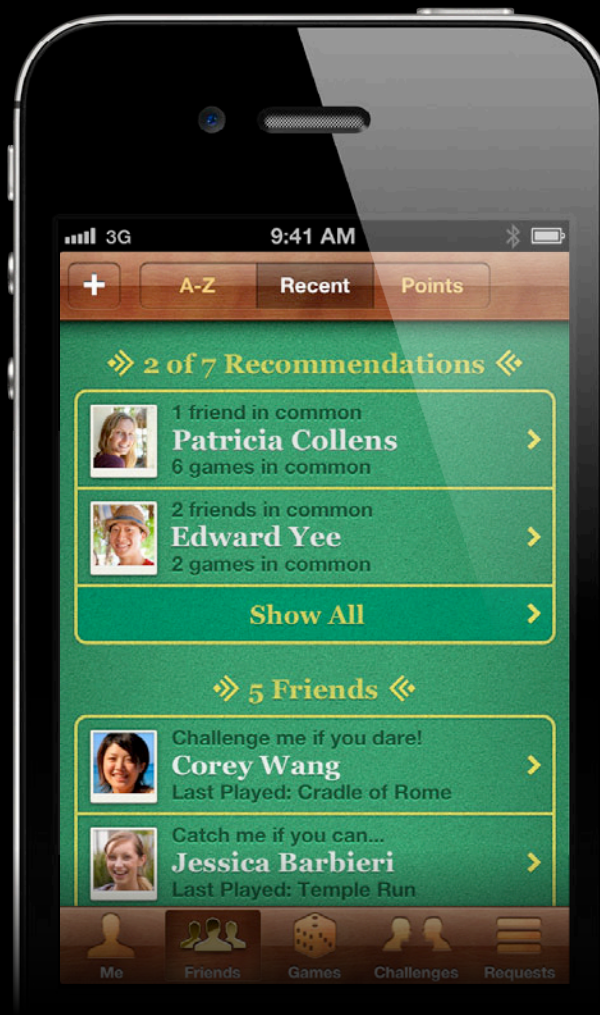 3G 9:41 AM
+ A-Z Recent Points
2 of 7 Recommendations
1 friend in common
Patricia Collens
6 games in common
2 friends in common
Edward Yee
2 games in common
Show All
5 Friends
Challenge me if you dare!
Corey Wang
Last Played: Cradle of Rome
Catch me if you can...
Jessica Barbieri
Last Played: Temple Run
Me Friends Games Challenges Requests